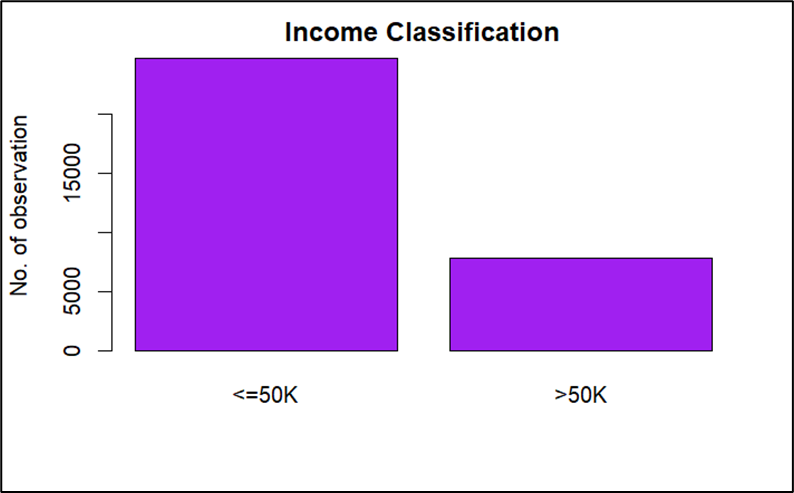 Income Classification
No. of observation
15000
5000
0
<=50K
>50K